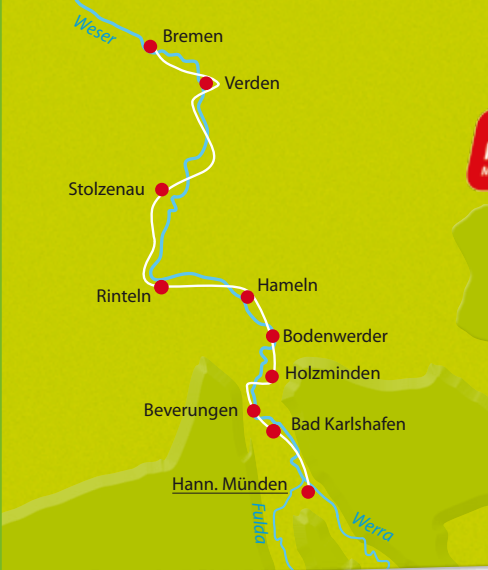 Weser
Bremen
Verden
Stolzenau
Rinteln
Hameln
Bodenwerder
Holzminden
Beverungen
Bad Karlshafen
Hann. Münden
Fulda
Werra